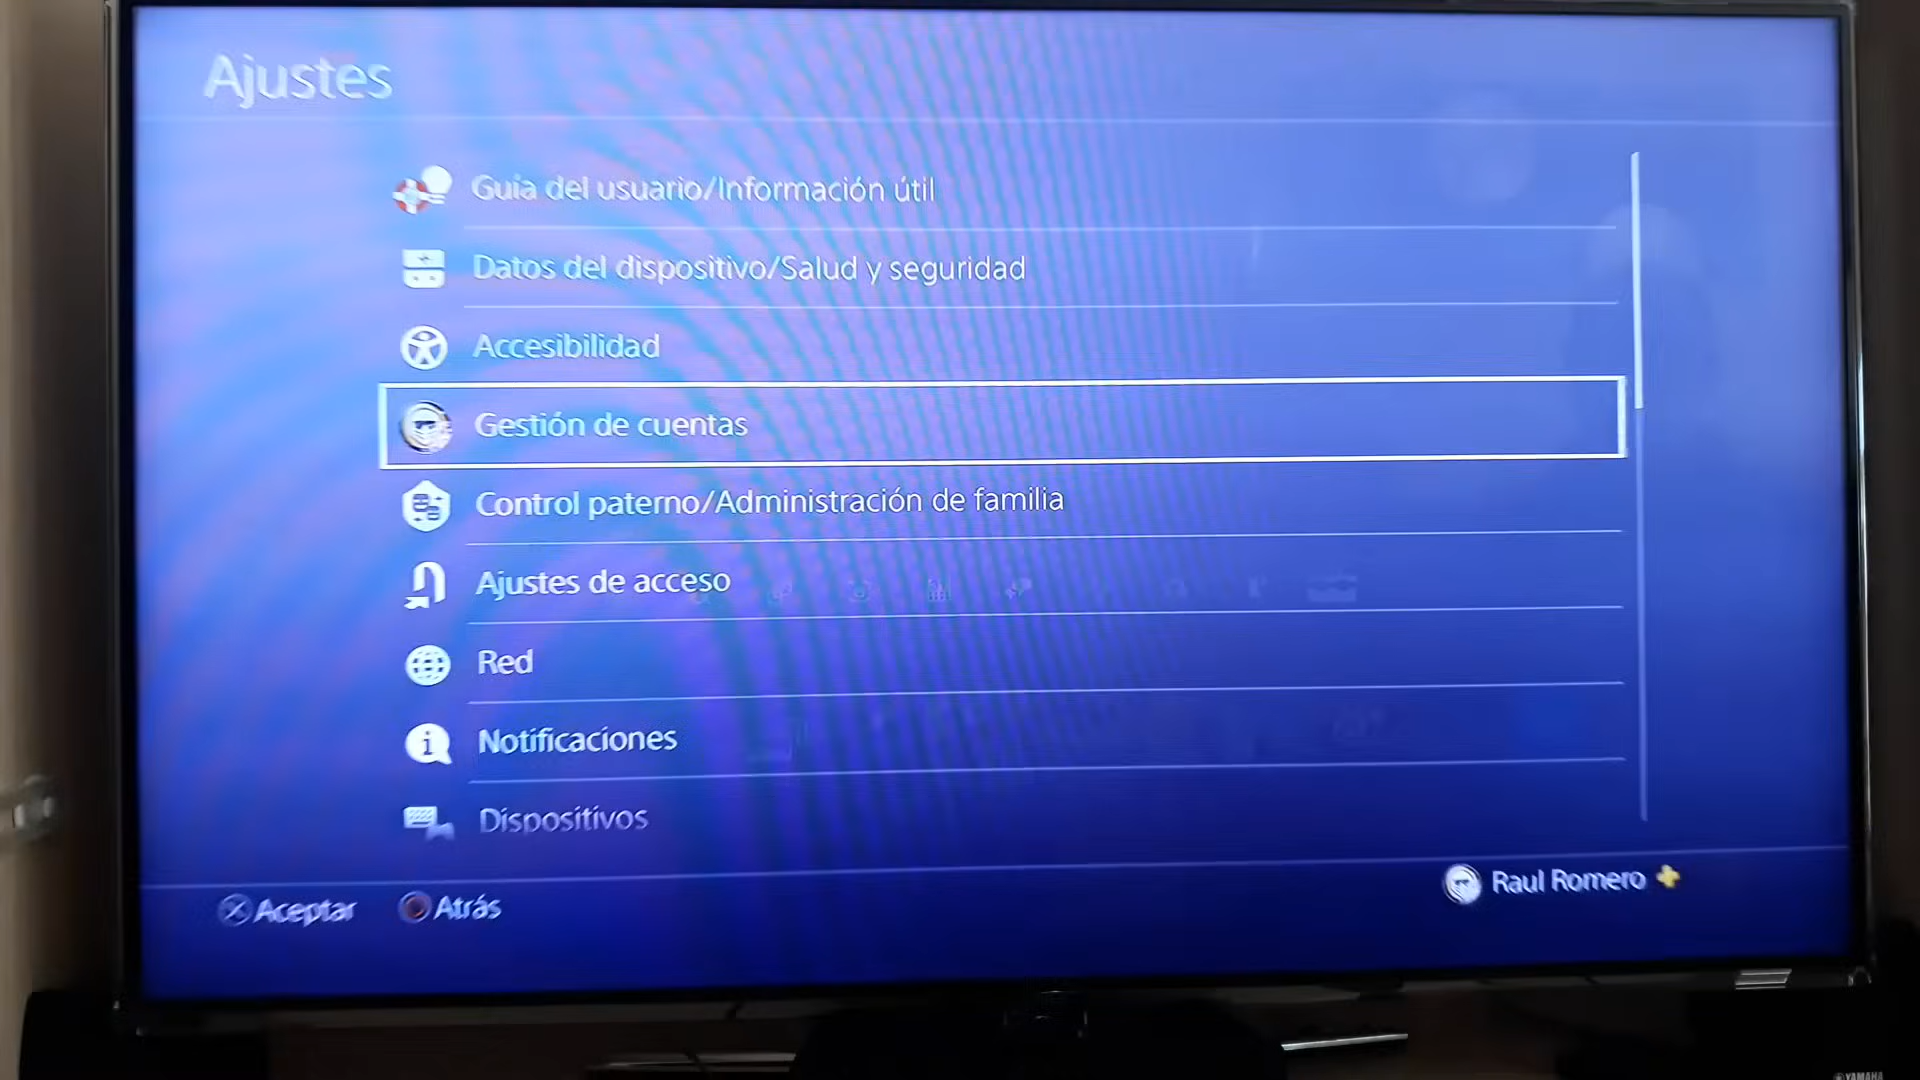 Ajustes
Guía del usuario/Información útil
Datos del dispositivo/Salud y seguridad
Accesibilidad
Gestión de cuentas
Control paterno/Administración de familia
Ajustes de acceso
Red
Notificaciones
Dispositivos
Aceptar Atrás
Raul Romero
YAMAHA